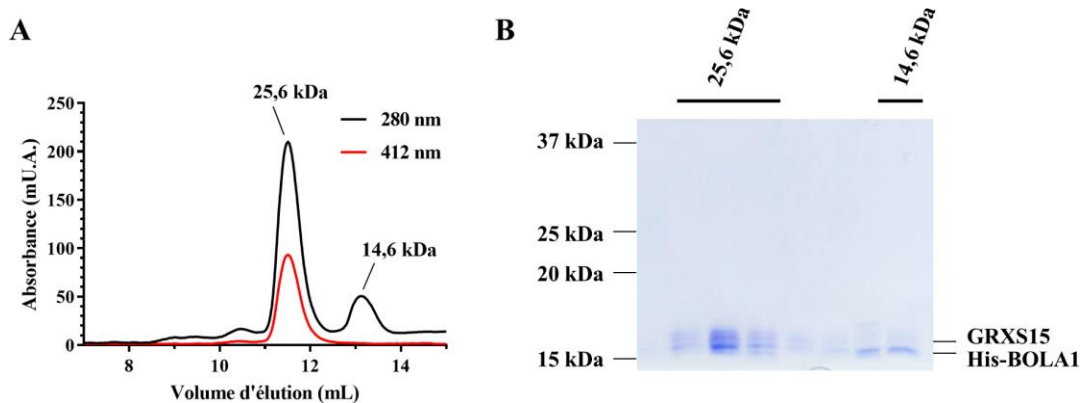 A
25,6 kDa
280 nm
412 nm
14,6 kDa
Absorbance (mU.A.)
250
200
150
100
50
0
8
10
12
14
Volume d'élution (mL)
B
25,6 kDa
14,6 kDa
37 kDa
25 kDa
20 kDa
15 kDa
GRXS15
His-BOLA1